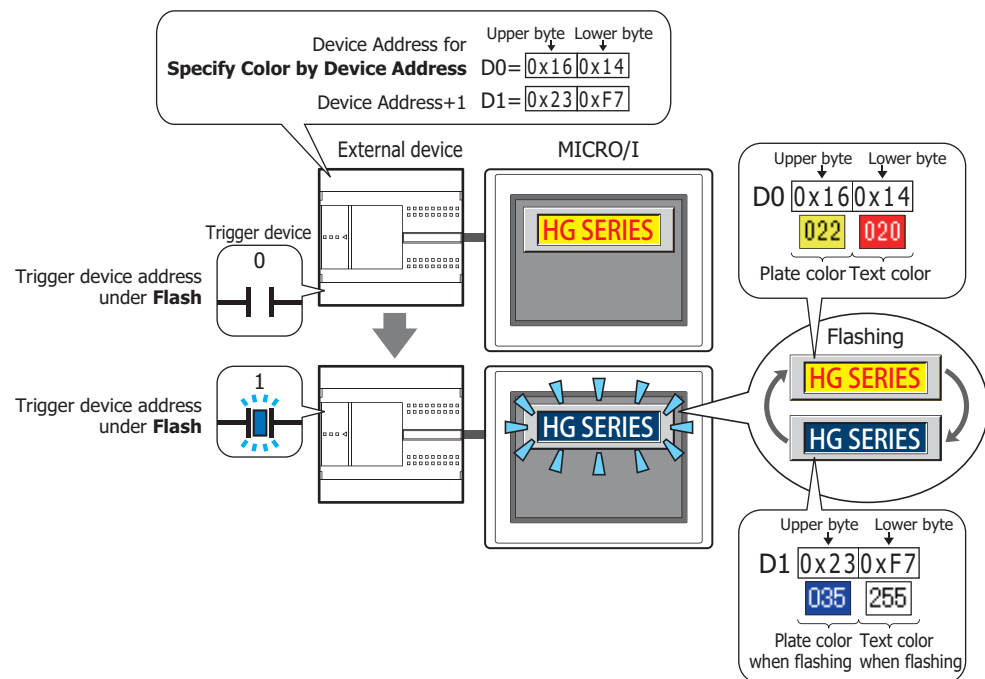 Upper byte Lower byte
Device Address for
Specify Color by Device Address D0= 0x16 0x14
Device Address+1 D1= 0x23 0xF7
External device
MICRO/I
HG SERIES
Trigger device
0
Trigger device address
under Flash
1
Trigger device address
under Flash
HG SERIES
Upper byte Lower byte
D0 0x16 0x14
022 020
Plate color Text color
Flashing
HG SERIES
HG SERIES
Upper byte Lower byte
D1 0x23 0xF7
035 255
Plate color Text color
when flashing when flashing